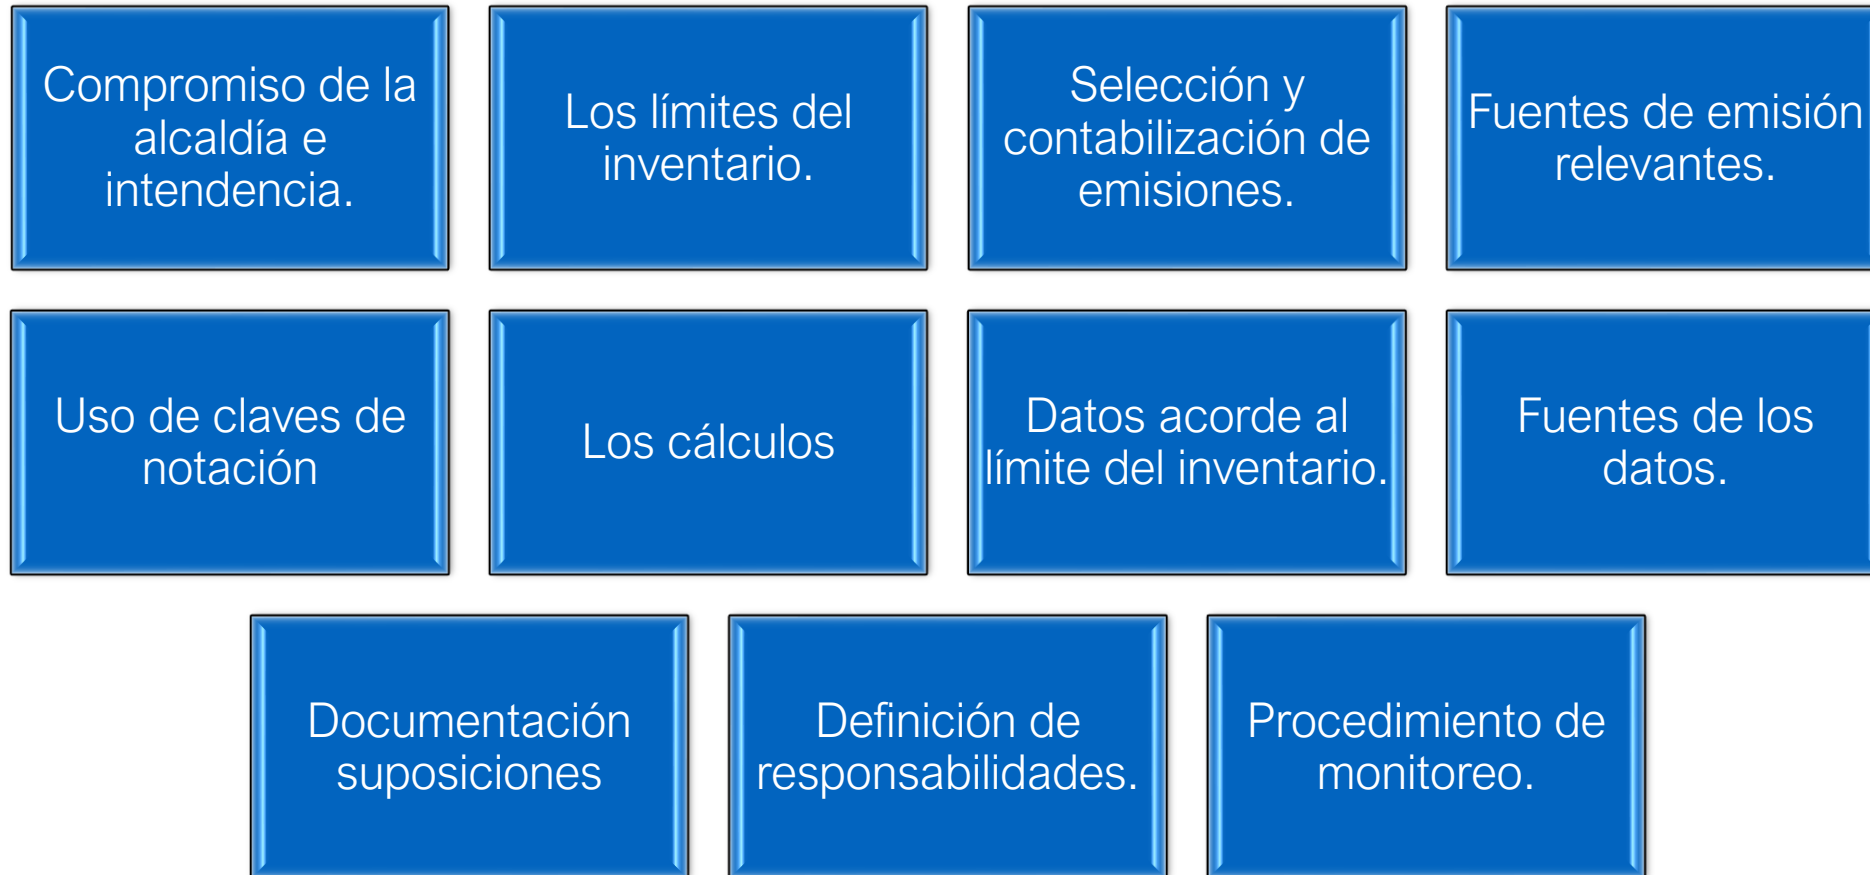 Compromiso de la
alcaldía e
intendencia.
Los límites del
inventario.
Selección y
contabilización de
emisiones.
Fuentes de emisión
relevantes.
Uso de claves de
notación
Los cálculos
Datos acorde al
límite del inventario.
Fuentes de los
datos.
Documentación
suposiciones
Definición de
responsabilidades.
Procedimiento de
monitoreo.